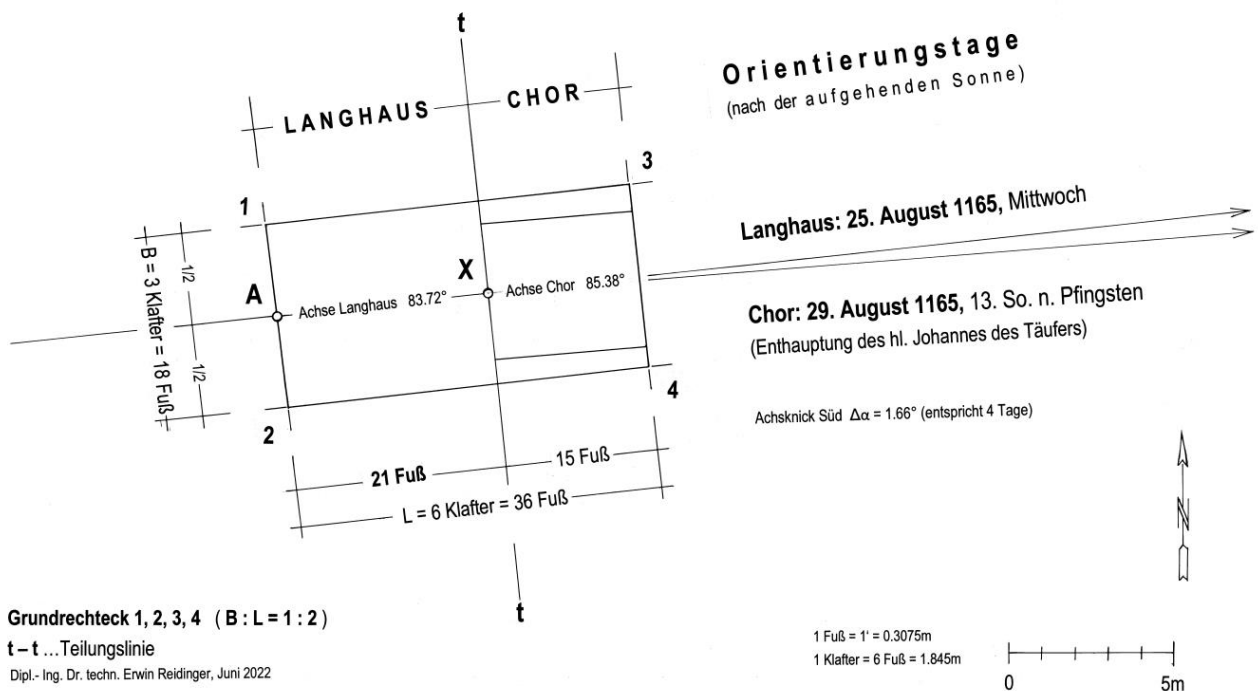 t
LANGHAUS
CHOR
Orientierungstage
(nach der aufgehenden Sonne)
1
3
Langhaus: 25. August 1165, Mittwoch
B = 3 Klafter = 18 Fuß
1/2
1/2
A
Achse Langhaus 83.72°
X
Achse Chor 85.38°
Chor: 29. August 1165, 13. So. n. Pfingsten
(Enthauptung des hl. Johannes des Täufers)
2
4
Achsknick Süd Δα = 1.66° (entspricht 4 Tage)
21 Fuß
15 Fuß
L = 6 Klafter = 36 Fuß
N
t
Grundrechteck 1, 2, 3, 4 ( B : L = 1 : 2 )
t – t ...Teilungslinie
Dipl.- Ing. Dr. techn. Erwin Reidinger, Juni 2022
1 Fuß = 1' = 0.3075m
1 Klafter = 6 Fuß = 1.845m
0
5m